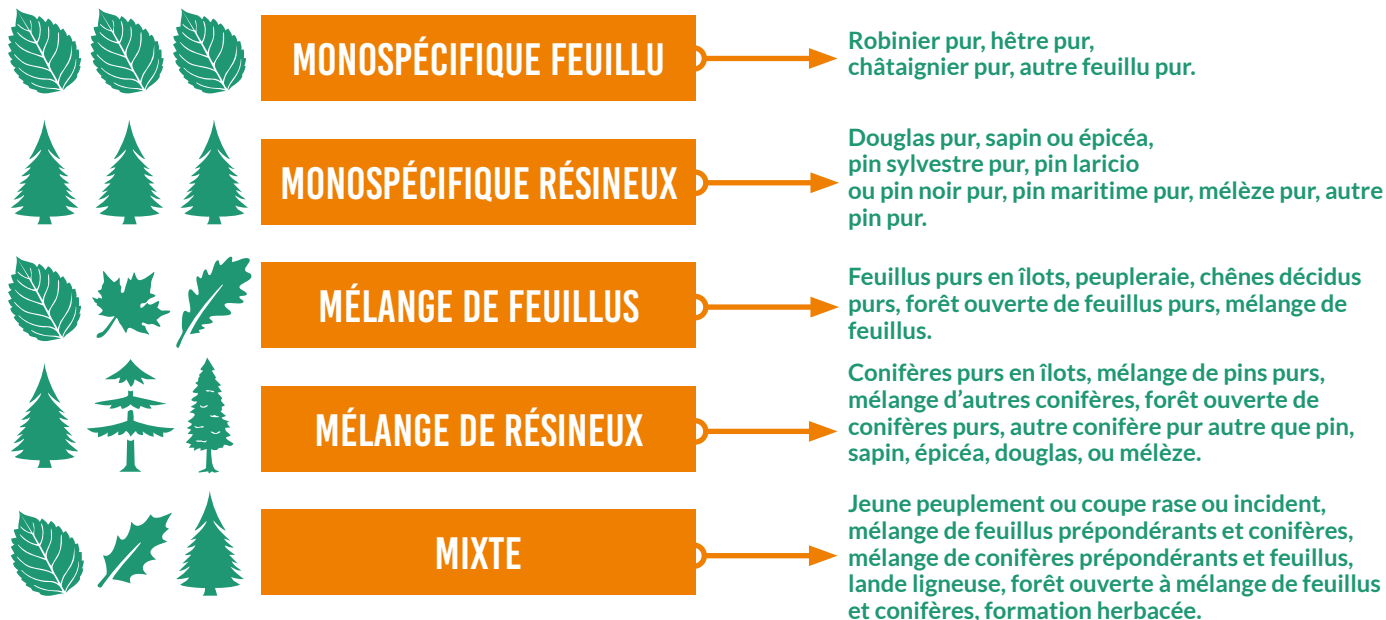 MONOSPÉCIFIQUE FEUILLU
Robinier pur, hêtre pur,
châtaignier pur, autre feuillu pur.
MONOSPÉCIFIQUE RÉSINEUX
Douglas pur, sapin ou épicéa,
pin sylvestre pur, pin laricio
ou pin noir pur, pin maritime pur, mélèze pur, autre
pin pur.
MÉLANGE DE FEUILLUS
Feuillus purs en îlots, peupleraie, chênes décidus
purs, forêt ouverte de feuillus purs, mélange de
feuillus.
MÉLANGE DE RÉSINEUX
Conifères purs en îlots, mélange de pins purs,
mélange d’autres conifères, forêt ouverte de
conifères purs, autre conifère pur autre que pin,
sapin, épicéa, douglas, ou mélèze.
MIXTE
Jeune peuplement ou coupe rase ou incident,
mélange de feuillus prépondérants et conifères,
mélange de conifères prépondérants et feuillus,
lande ligneuse, forêt ouverte à mélange de feuillus
et conifères, formation herbacée.